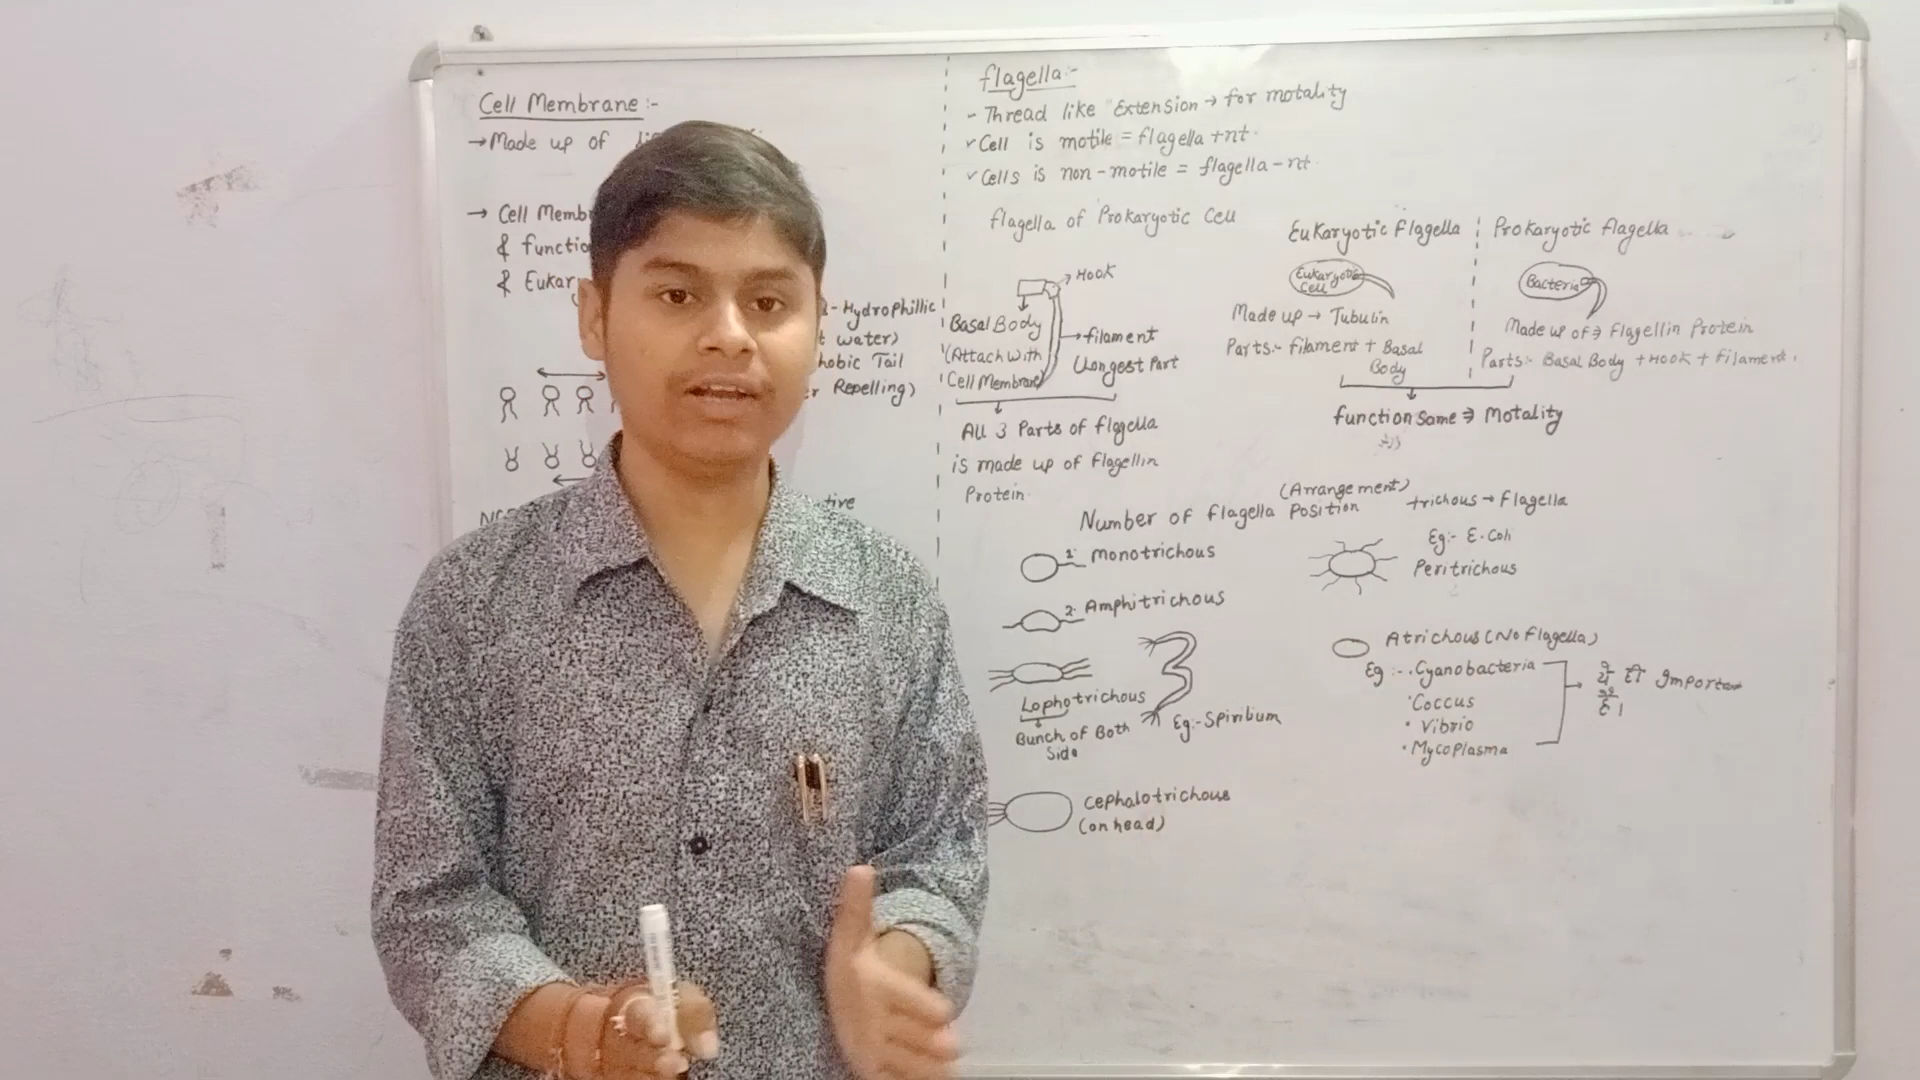 Cell Membrane :-
→ Made up of
→ Cell Memb
& functio
& Eukar
- Hydrophillic
water)
hobic Tail
Repelling)
tive
flagella:-
- Thread like Extension → for motality
✓ Cell is motile = flagella +nt.
✓ Cells is non-motile = flagella -nt
flagella of Prokaryotic Cell
Hook
Basal Body
(Attach with
Cell Membrane)
→ filament
Longest Part
All 3 Parts of flagella
is made up of Flagellin
Protein.
Eukaryotic Flagella
Eukaryotic
Cell
Made up → Tubulin
Parts:- Filament + Basal
Body
Prokaryotic flagella
Bacteria
Made up of → Flagellin Protein
Parts:- Basal Body + Hook + Filament.
function Same → Motality
Number of flagella Position
(Arrangement)
trichous → Flagella
1. Monotrichous
2. Amphitrichous
Lophotrichous
Bunch of Both
Side
Eg:- Spiribum
Cephalotrichous
(on head)
Eg:- E. Coli
Peritrichous
Atrichous (No Flagella)
Eg :- . Cyanobacteria
. Coccus
. Vibrio
. Mycoplasma